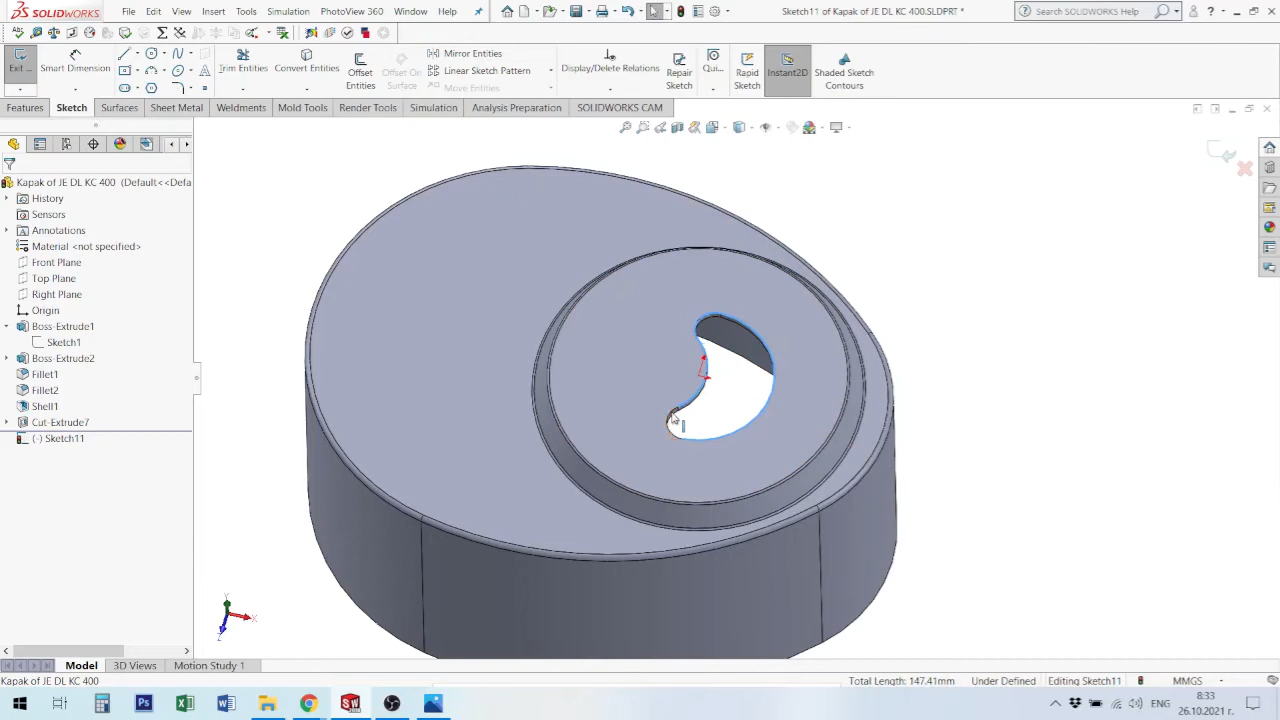 SOLIDWORKS File Edit View Insert Tools Simulation PhotoView 360 Window Help Sketch11 of Kapak of JE DL KC 400.SLDPRT * Search SOLIDWORKS Help
Exit ... Smart Dimension Trim Entities Convert Entities Offset Entities Offset On Surface Mirror Entities Linear Sketch Pattern Move Entities Display/Delete Relations Repair Sketch Qui... Rapid Sketch Instant2D Shaded Sketch Contours
Features Sketch Surfaces Sheet Metal Weldments Mold Tools Render Tools Simulation Analysis Preparation SOLIDWORKS CAM
Kapak of JE DL KC 400 (Default<<Defa
History
Sensors
Annotations
Material <not specified>
Front Plane
Top Plane
Right Plane
Origin
Boss-Extrude1
Sketch1
Boss-Extrude2
Fillet1
Fillet2
Shell1
Cut-Extrude7
(-) Sketch11
Y
X
Z
Model 3D Views Motion Study 1
Kapak of JE DL KC 400 Total Length: 147.41mm Under Defined Editing Sketch11 MMGS
ENG 8:33
26.10.2021 г.